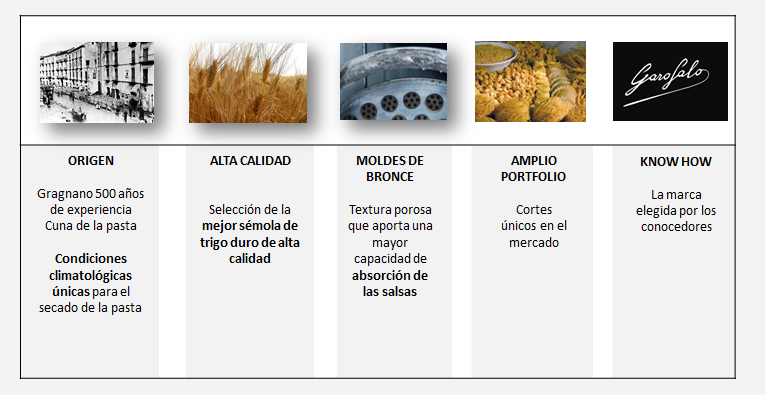 Garofalo
ORIGEN
Gragnano 500 años
de experiencia
Cuna de la pasta
Condiciones
climatológicas
únicas para el
secado de la pasta
ALTA CALIDAD
Selección de la
mejor sémola de
trigo duro de alta
calidad
MOLDES DE
BRONCE
Textura porosa
que aporta una
mayor
capacidad de
absorción de
las salsas
AMPLIO
PORTFOLIO
Cortes
únicos en el
mercado
KNOW HOW
La marca
elegida por los
conocedores